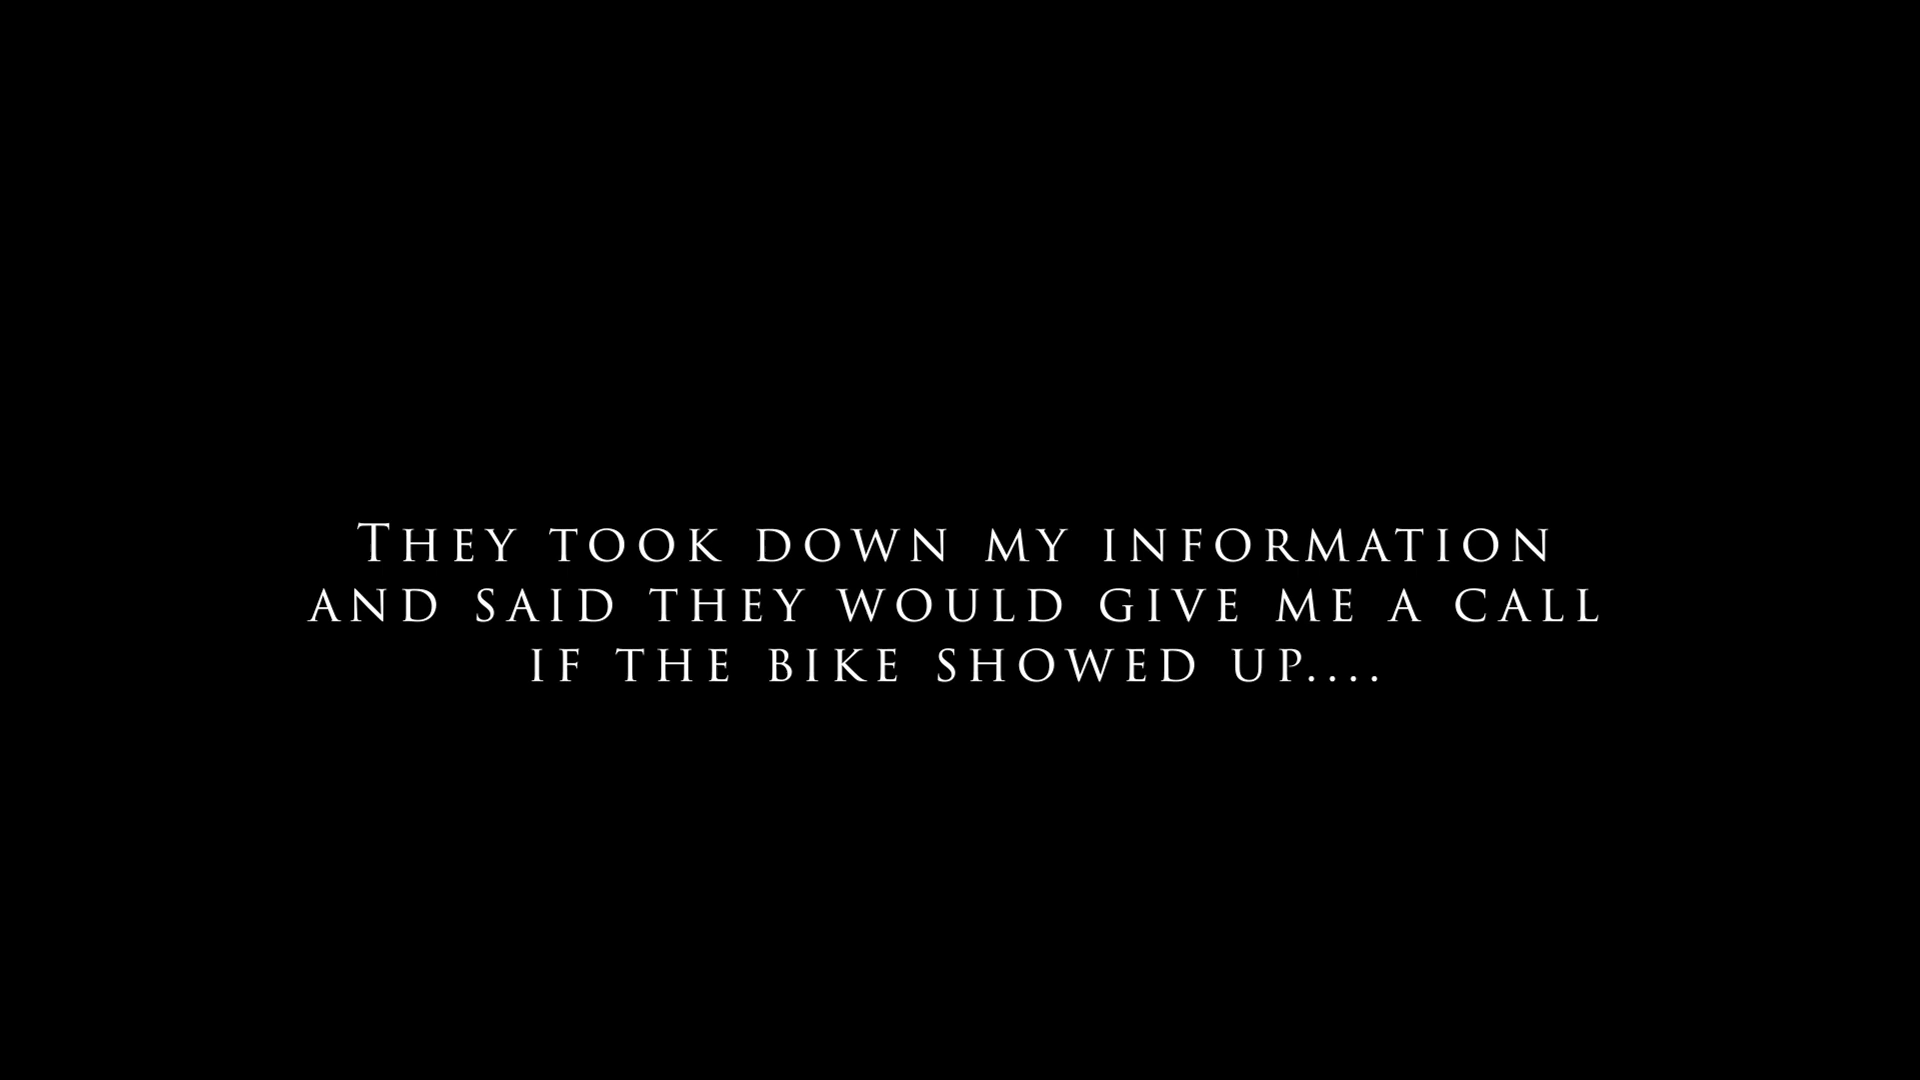 They took down my information
and said they would give me a call
if the bike showed up....